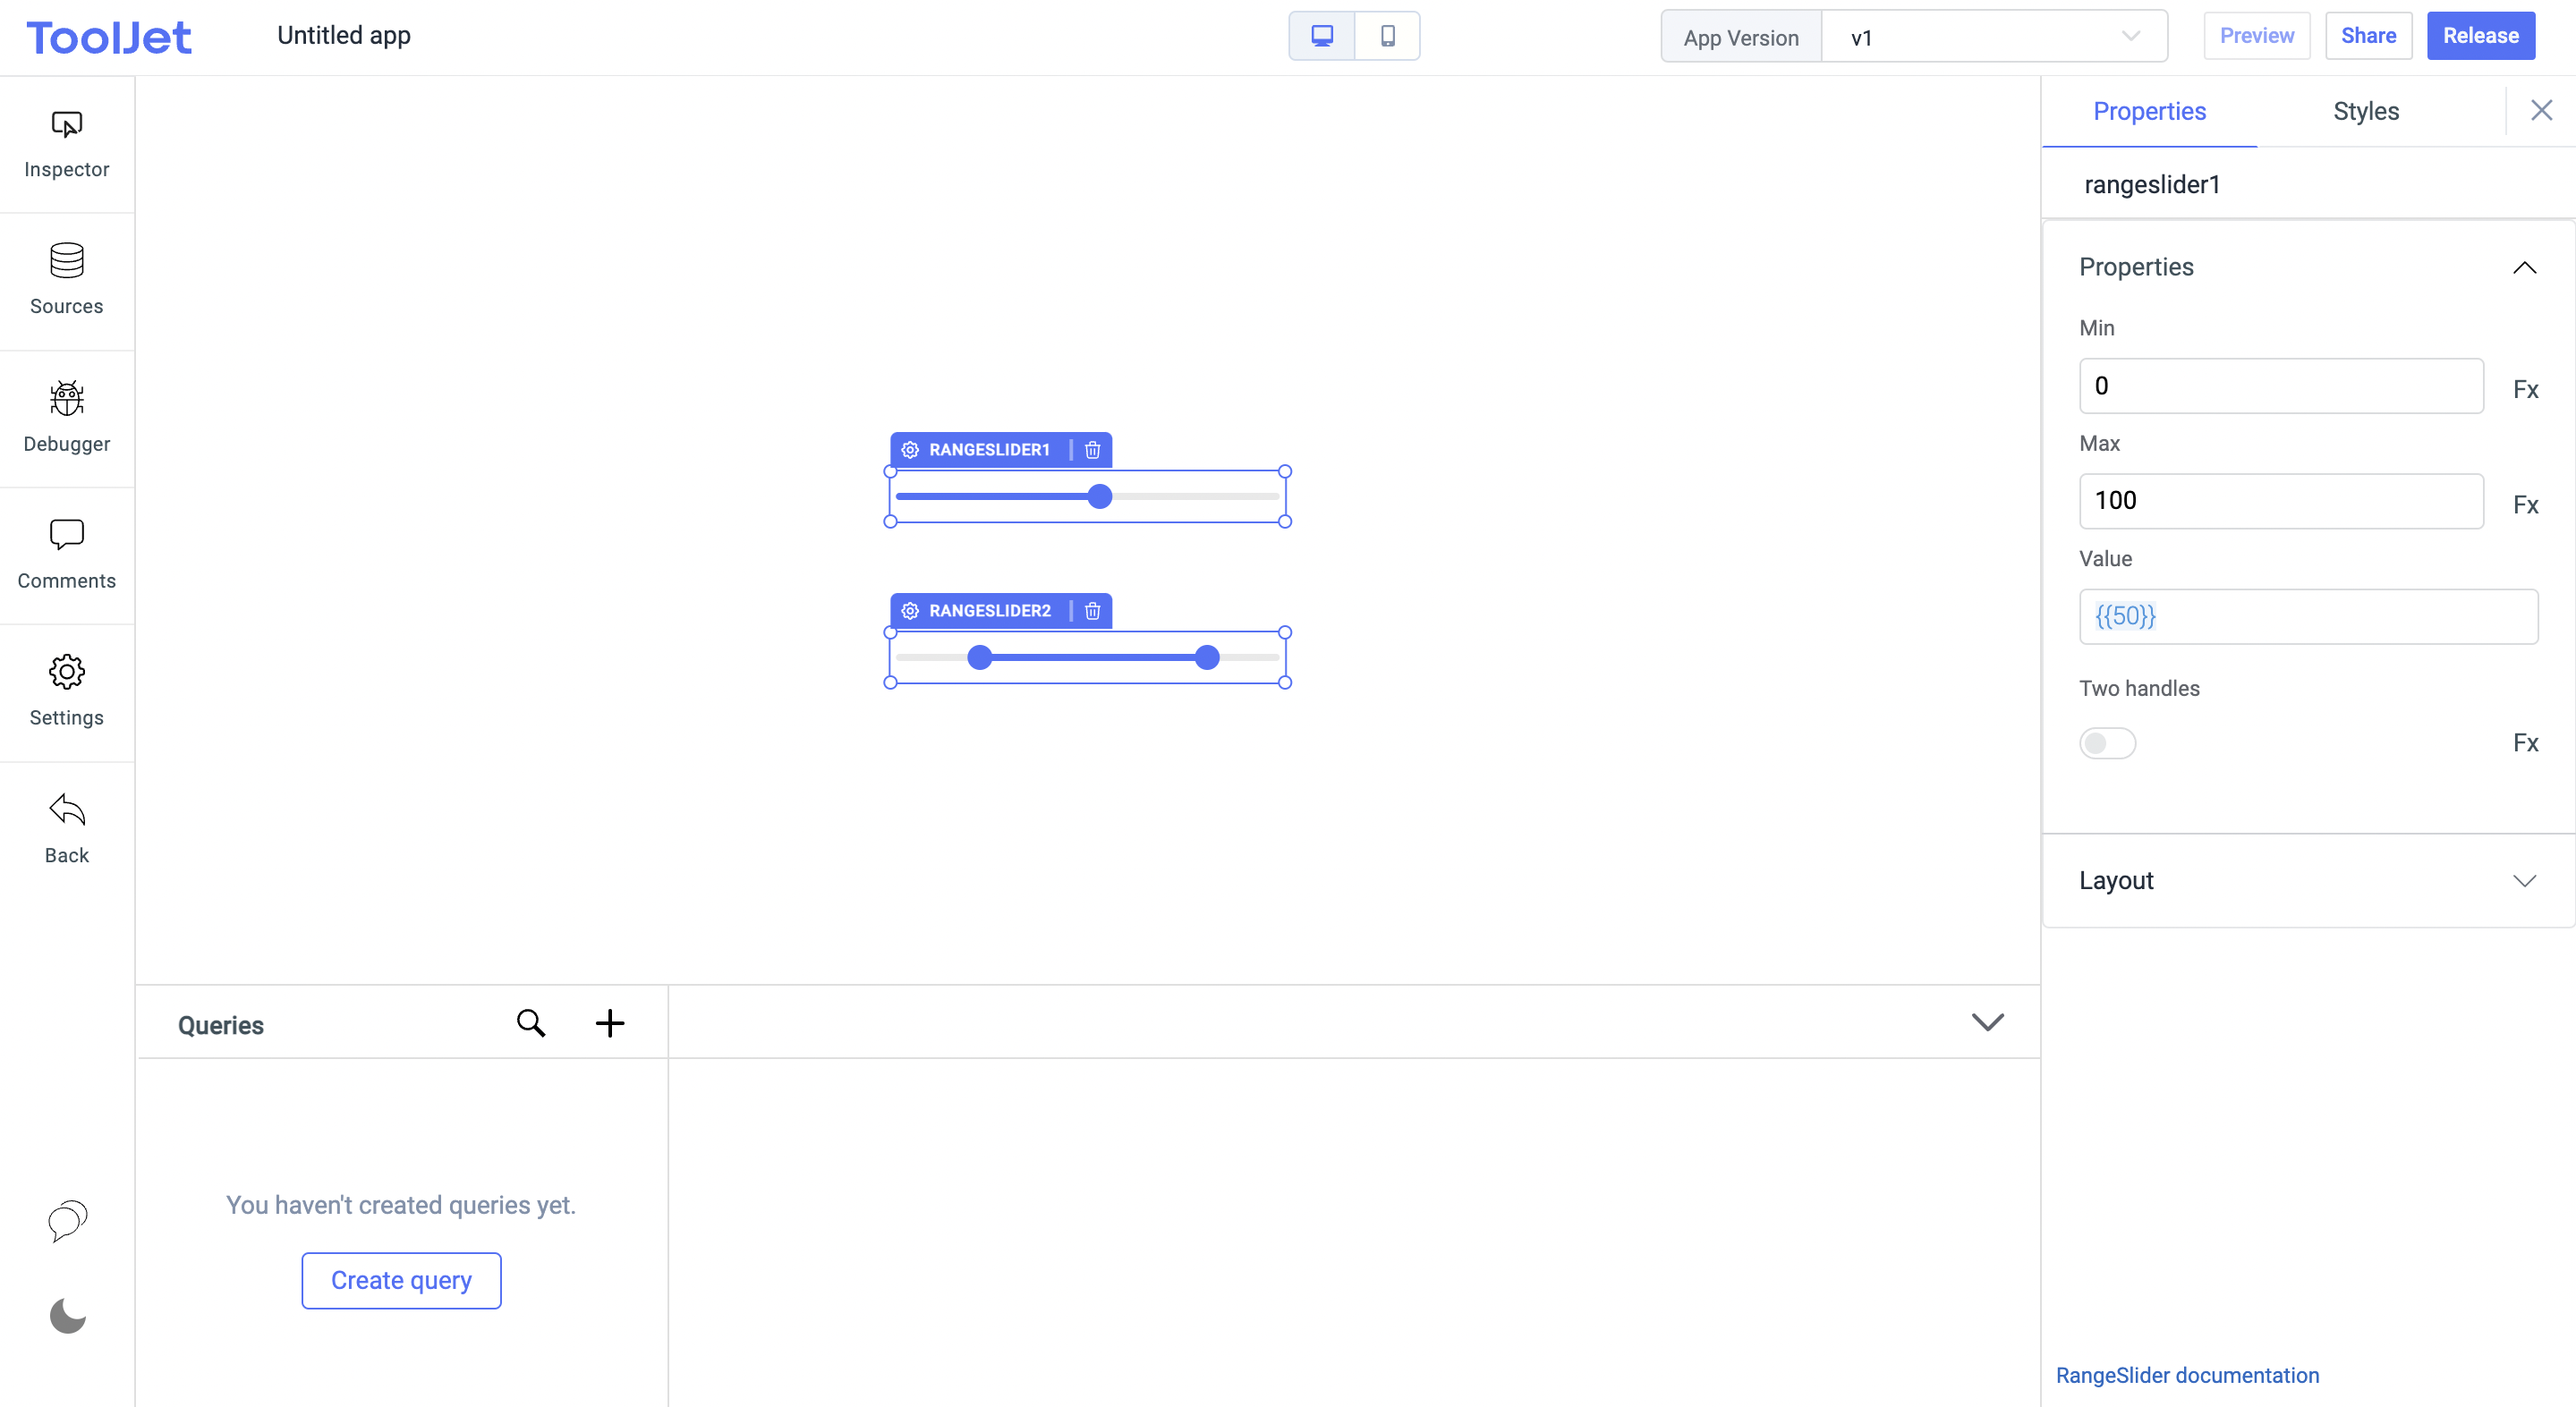 ToolJet
Untitled app
App Version
v1
Preview
Share
Release
Inspector
Sources
Debugger
Comments
Settings
Back
RANGESLIDER1
RANGESLIDER2
Queries
You haven't created queries yet.
Create query
Properties
Styles
rangeslider1
Properties
Min
0
Fx
Max
100
Fx
Value
{{50}}
Two handles
Fx
Layout
RangeSlider documentation